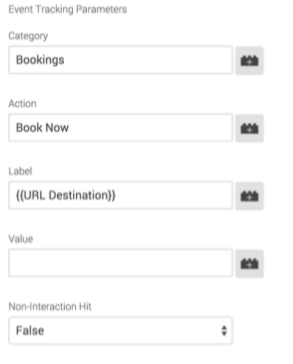 Event Tracking Parameters
Category
Bookings
Action
Book Now
Label
{{URL Destination}}
Value
Non-Interaction Hit
False